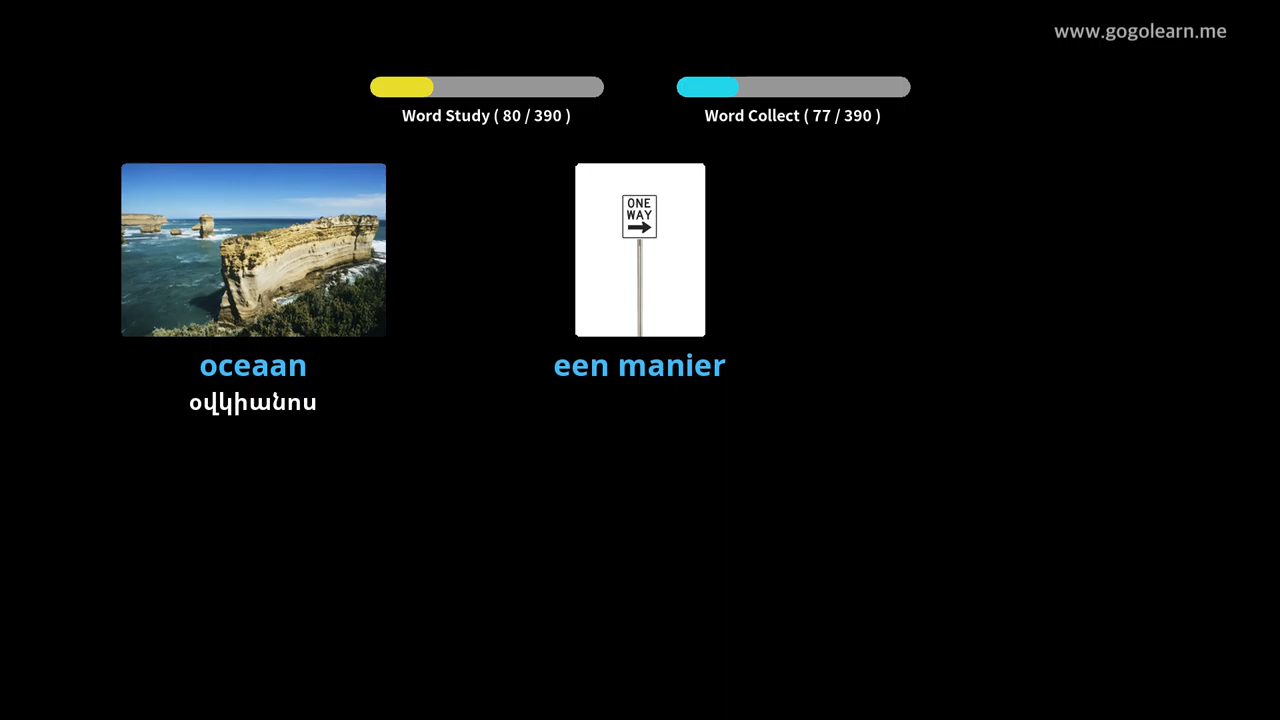 www.gogolearn.me
Word Study ( 80 / 390 )
Word Collect ( 77 / 390 )
ONE
WAY
oceaan
een manier
օվկիանոս